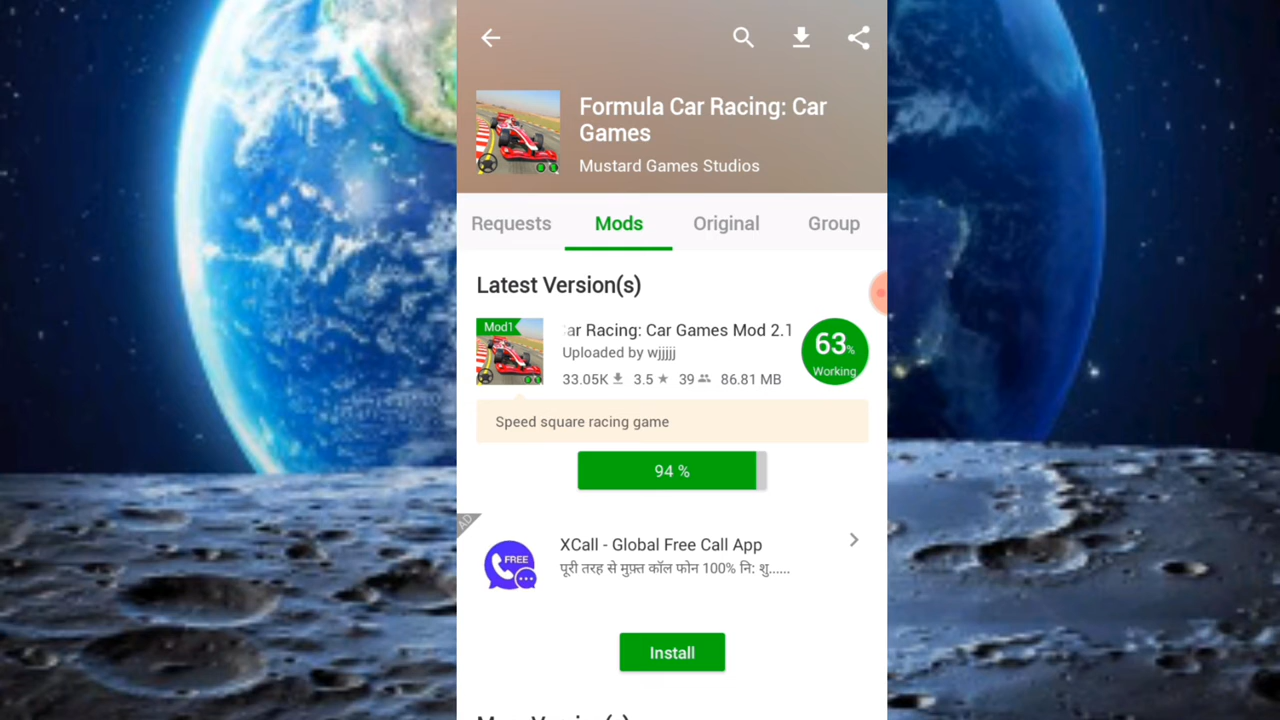 Formula Car Racing: Car
Games
Mustard Games Studios
Requests
Mods
Original
Group
Latest Version(s)
Mod1
ar Racing: Car Games Mod 2.1
Uploaded by wjjjjj
33.05K 3.5 39 86.81 MB
63%
Working
Speed square racing game
94 %
AD
FREE
XCall - Global Free Call App
पूरी तरह से मुफ़्त कॉल फोन 100% नि: शु......
Install